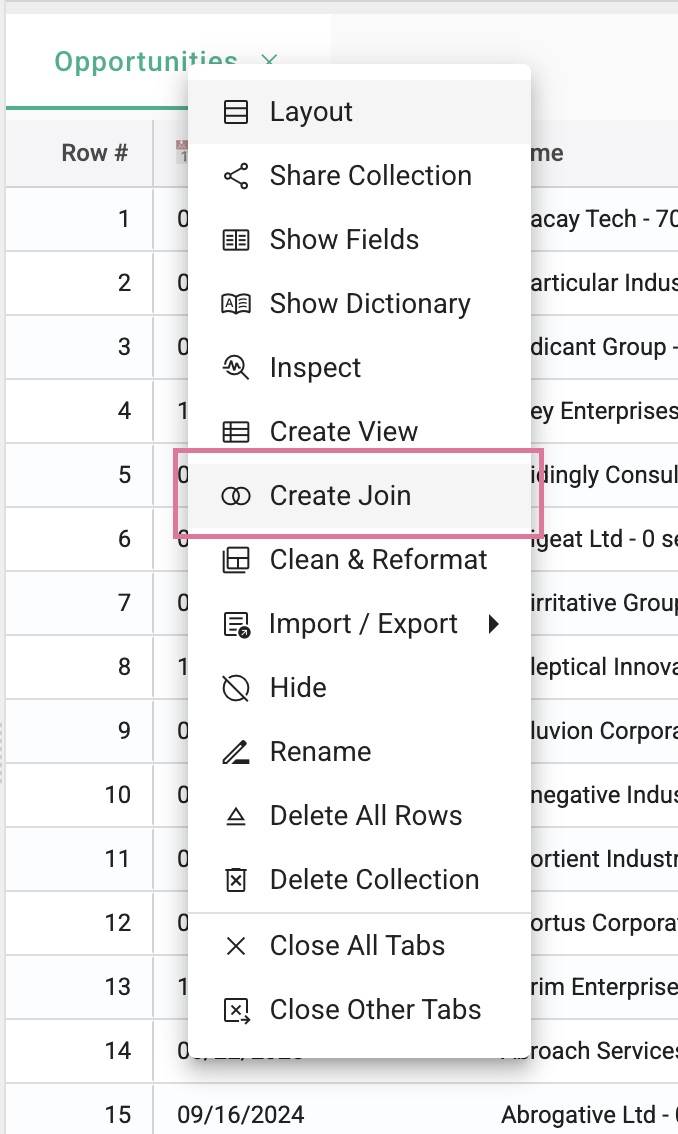 Opportunities
Layout
Row #
me
Share Collection
1 0 acay Tech - 70
Show Fields
2 0 articular Indus
Show Dictionary
3 0 dicant Group -
Inspect
4 1 ey Enterprises
Create View
5 0 idingly Consul
Create Join
6 0 igeat Ltd - 0 se
Clean & Reformat
7 0 irritative Group
Import / Export
8 1 leptical Innova
Hide
9 0 luvion Corpora
Rename
10 0 negative Indus
Delete All Rows
11 0 ortient Industr
Delete Collection
12 0 ortus Corporat
Close All Tabs
13 1 rim Enterprise
Close Other Tabs
14 Abroach Services
15 09/16/2024 Abrogative Ltd - 0